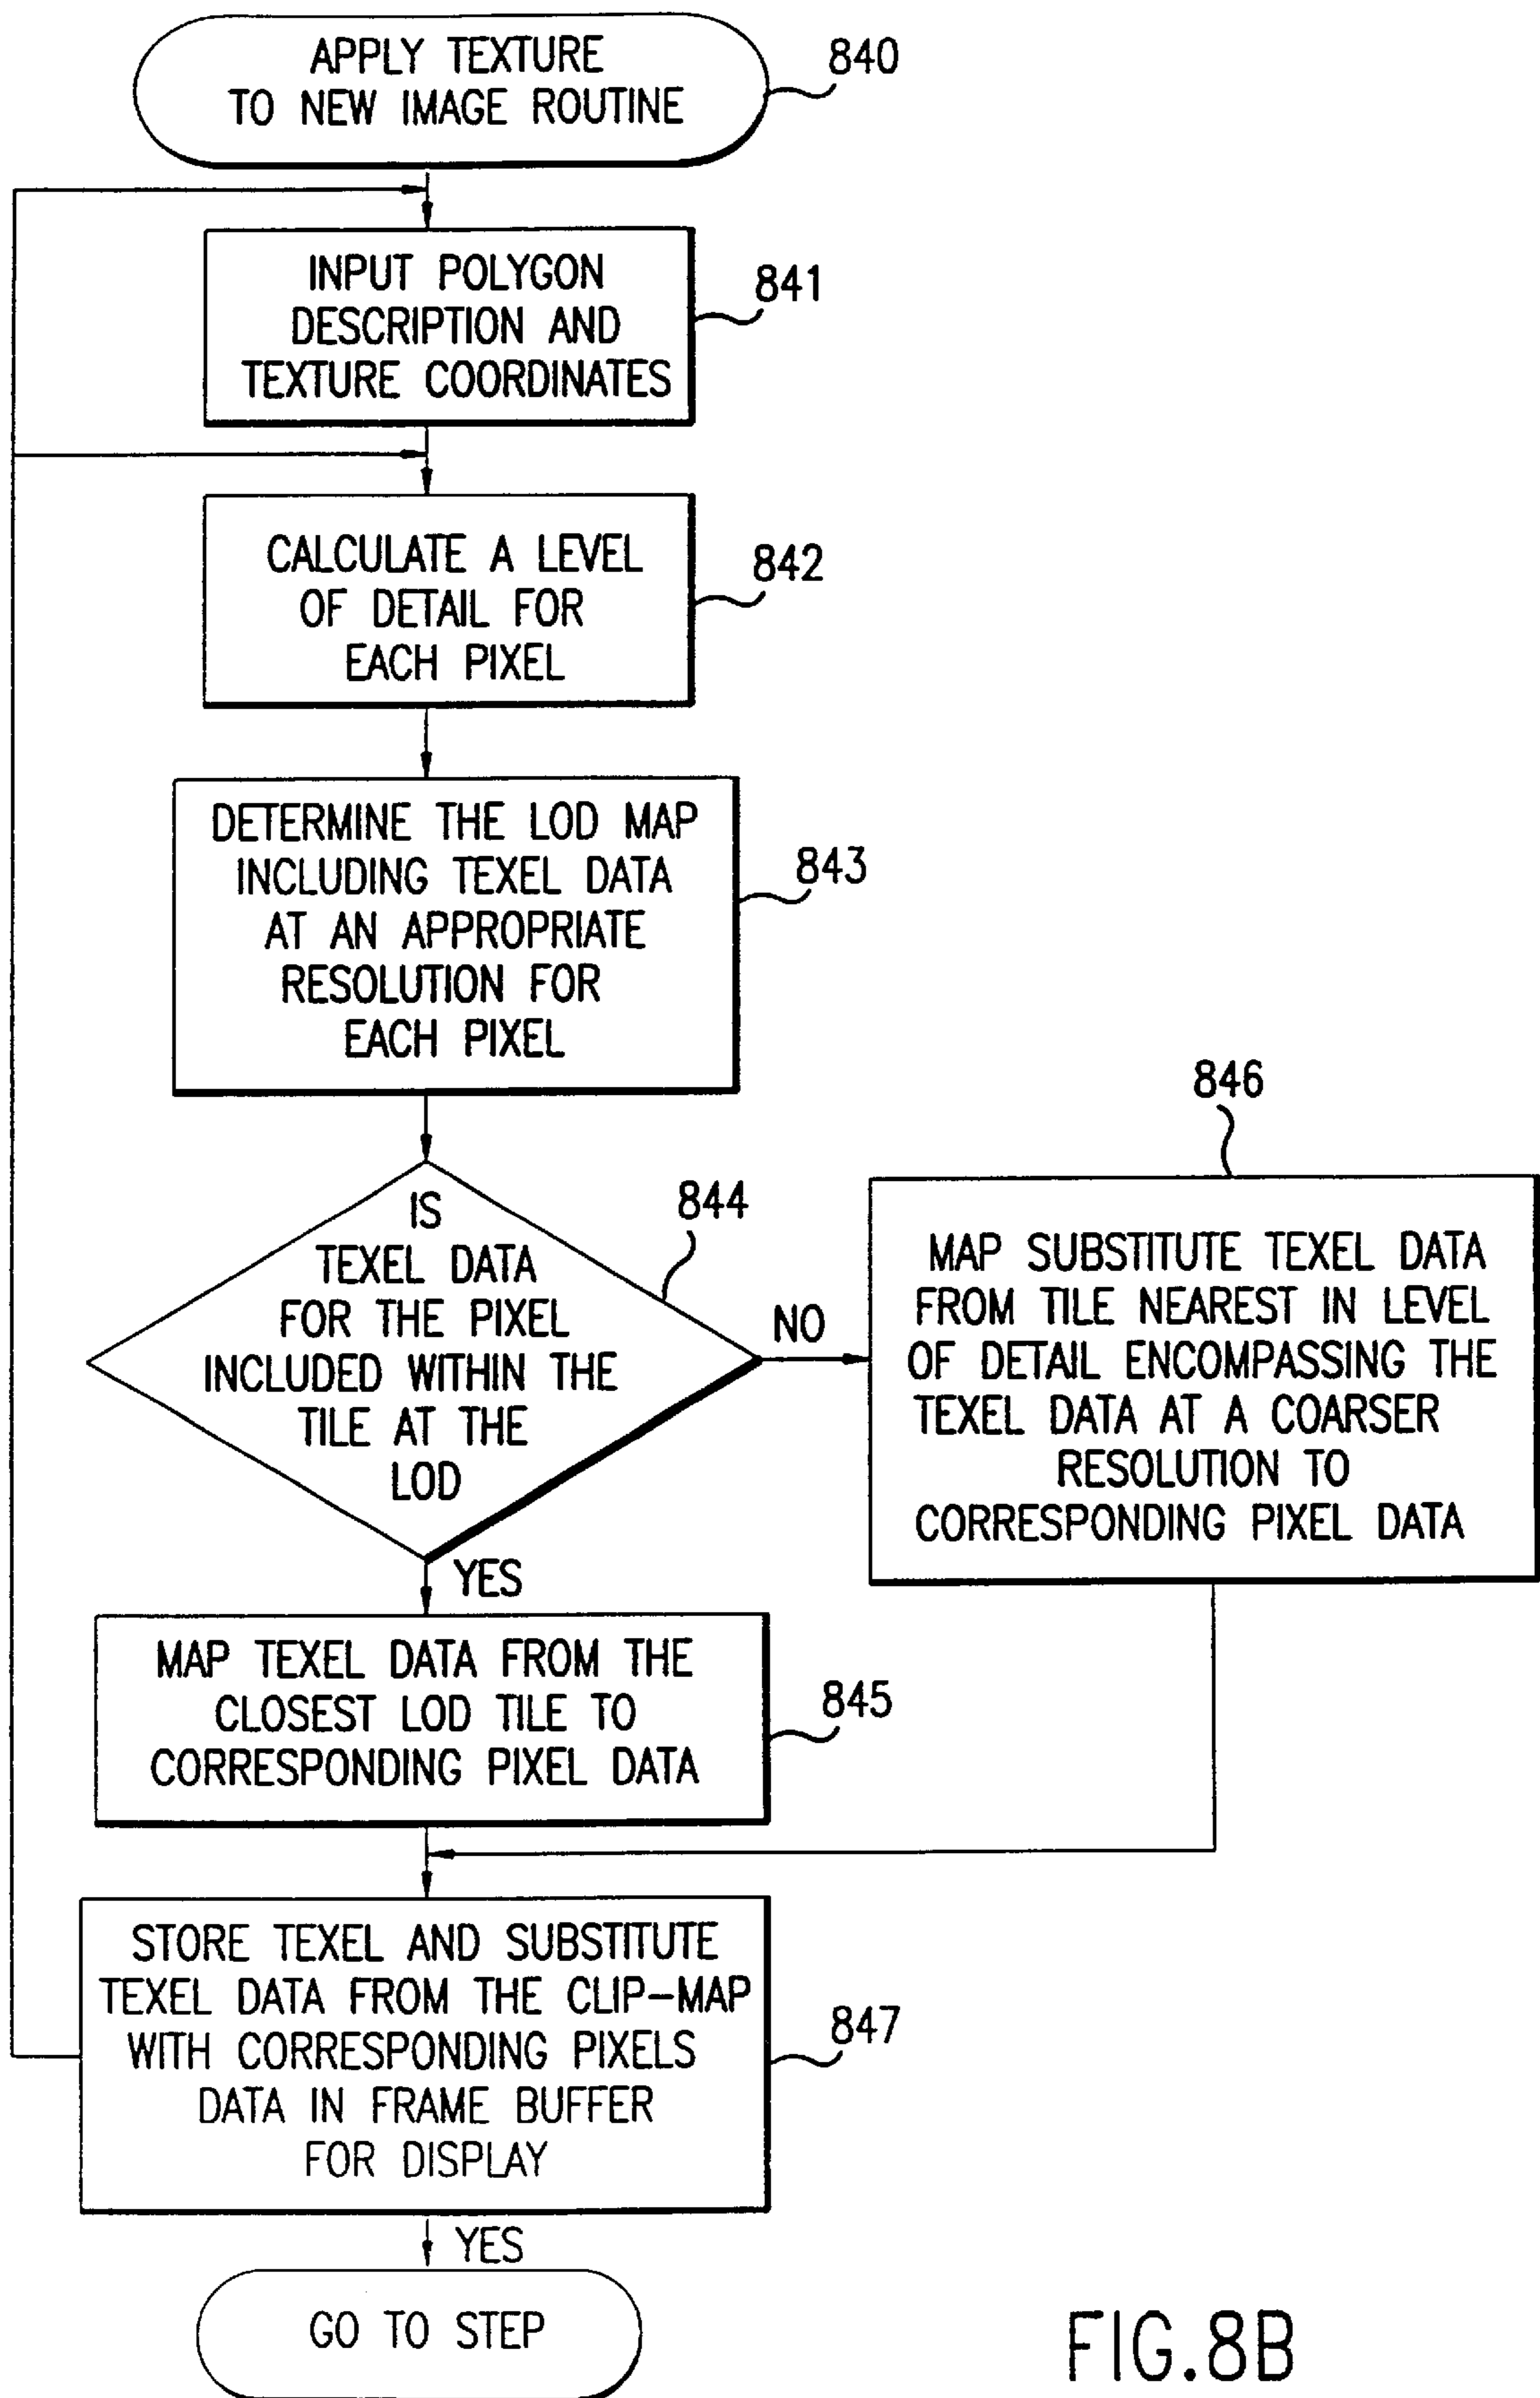 APPLY TEXTURE
TO NEW IMAGE ROUTINE
840
INPUT POLYGON
DESCRIPTION AND
TEXTURE COORDINATES
841
CALCULATE A LEVEL
OF DETAIL FOR
EACH PIXEL
842
DETERMINE THE LOD MAP
INCLUDING TEXEL DATA
AT AN APPROPRIATE
RESOLUTION FOR
EACH PIXEL
843
IS
TEXEL DATA
FOR THE PIXEL
INCLUDED WITHIN THE
TILE AT THE
LOD
844
NO
846
MAP SUBSTITUTE TEXEL DATA
FROM TILE NEAREST IN LEVEL
OF DETAIL ENCOMPASSING THE
TEXEL DATA AT A COARSER
RESOLUTION TO
CORRESPONDING PIXEL DATA
YES
MAP TEXEL DATA FROM THE
CLOSEST LOD TILE TO
CORRESPONDING PIXEL DATA
845
STORE TEXEL AND SUBSTITUTE
TEXEL DATA FROM THE CLIP-MAP
WITH CORRESPONDING PIXELS
DATA IN FRAME BUFFER
FOR DISPLAY
847
YES
GO TO STEP
FIG.8B